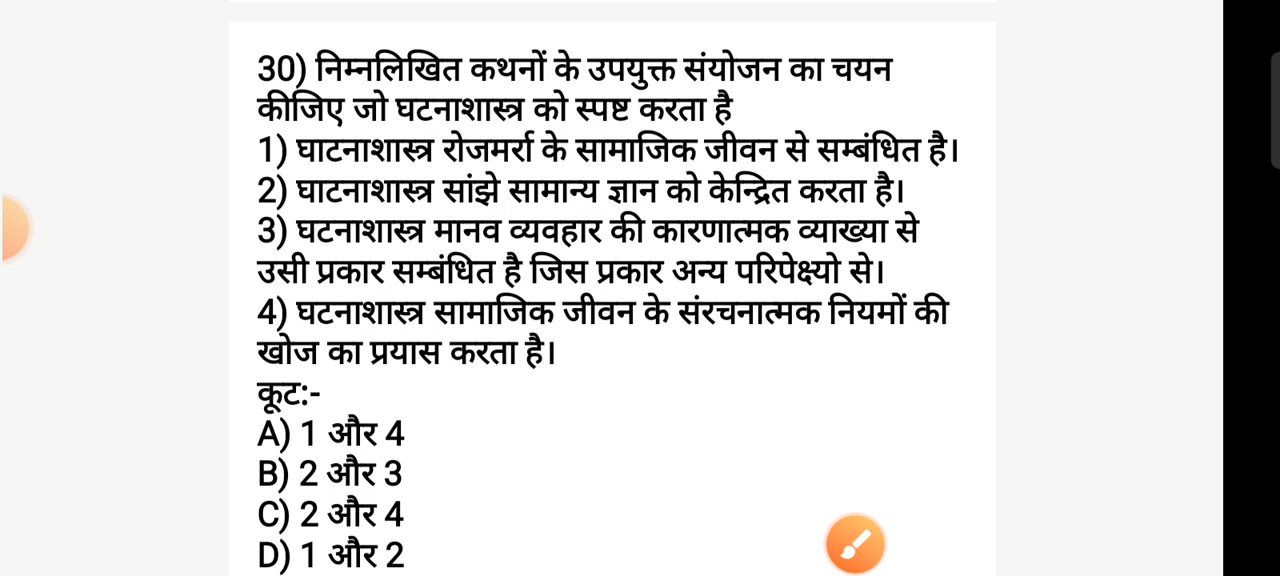 30) निम्नलिखित कथनों के उपयुक्त संयोजन का चयन
कीजिए जो घटनाशास्त्र को स्पष्ट करता है
1) घाटनाशास्त्र रोजमर्रा के सामाजिक जीवन से सम्बंधित है।
2) घाटनाशास्त्र सांझे सामान्य ज्ञान को केन्द्रित करता है।
3) घटनाशास्त्र मानव व्यवहार की कारणात्मक व्याख्या से
उसी प्रकार सम्बंधित है जिस प्रकार अन्य परिपेक्ष्यो से।
4) घटनाशास्त्र सामाजिक जीवन के संरचनात्मक नियमों की
खोज का प्रयास करता है।
कूट:-
A) 1 और 4
B) 2 और 3
C) 2 और 4
D) 1 और 2